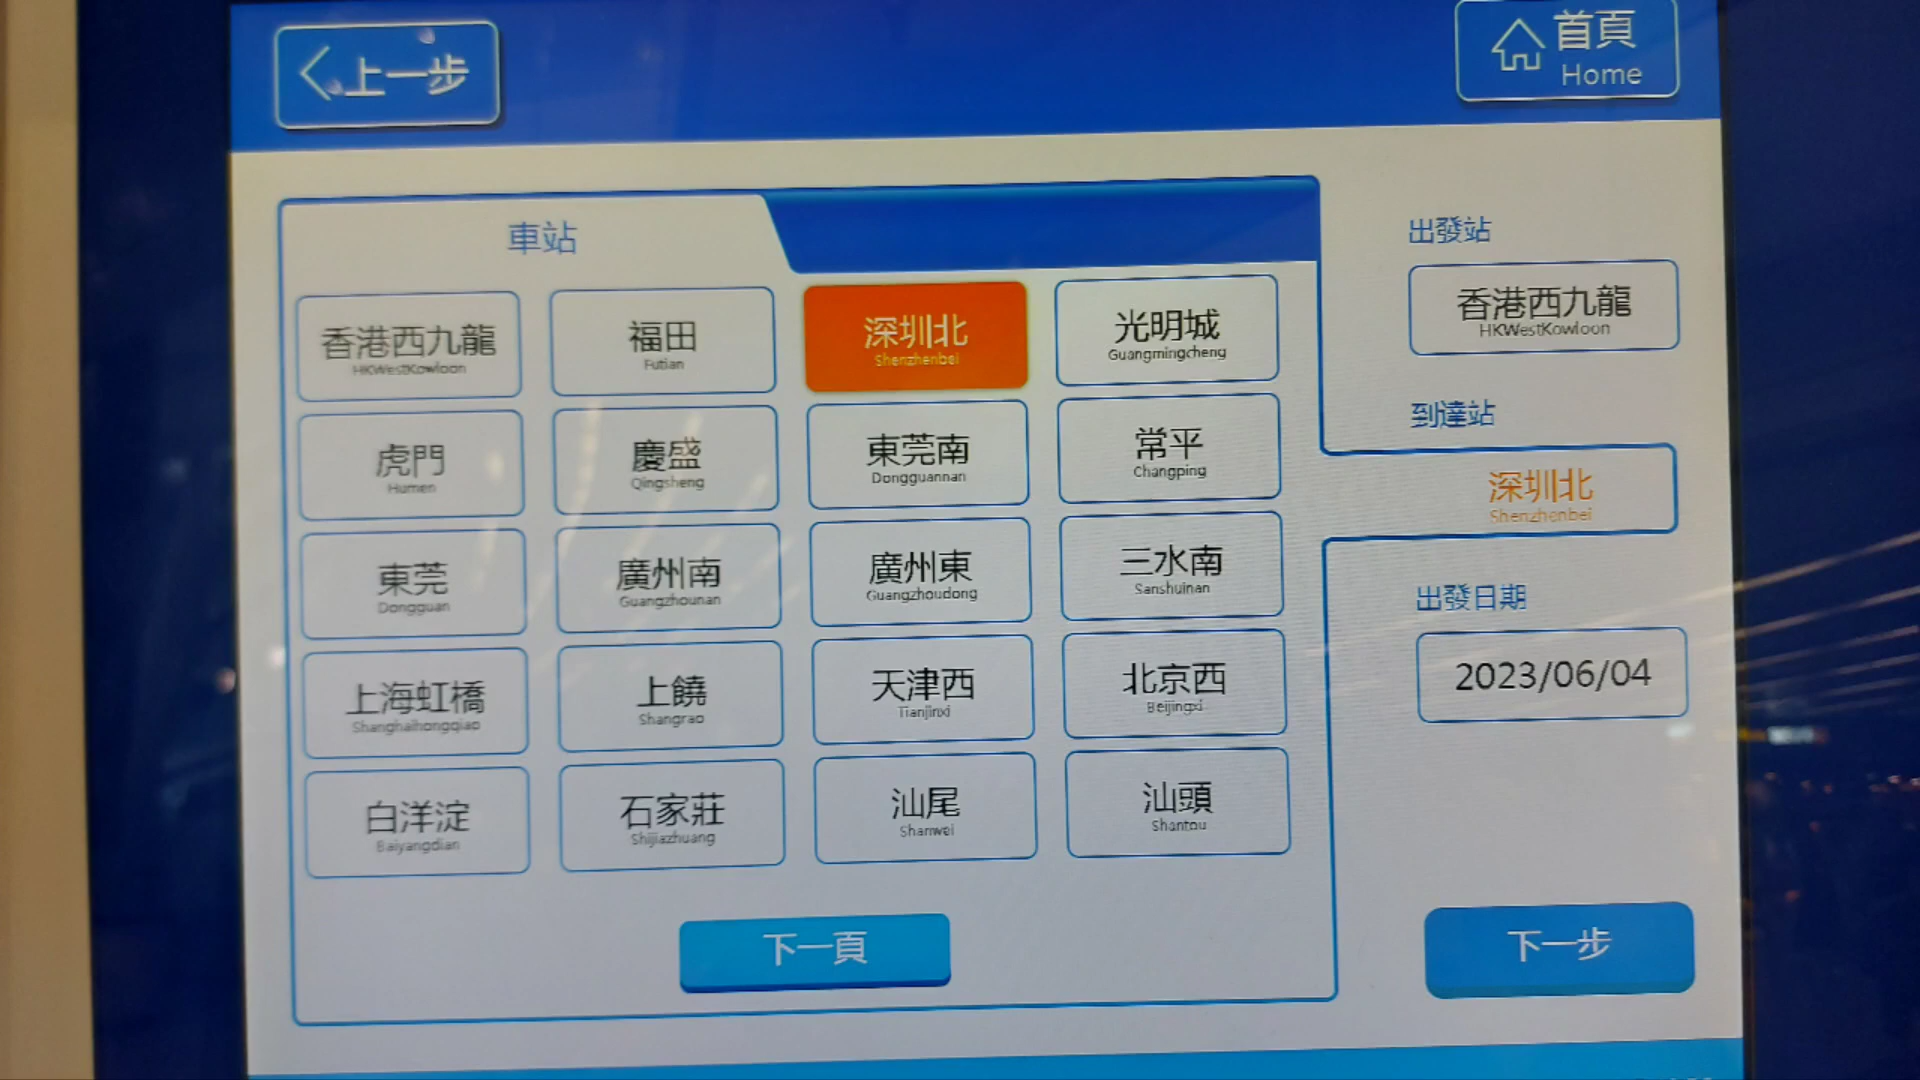 上一步
首頁
Home
車站
香港西九龍
HKWestKowloon
福田
Futian
深圳北
Shenzhenbei
光明城
Guangmingcheng
虎門
Humen
慶盛
Qingsheng
東莞南
Dongguannan
常平
Changping
東莞
Dongguan
廣州南
Guangzhounan
廣州東
Guangzhoudong
三水南
Sanshuinan
上海虹橋
Shanghaihongqiao
上饒
Shangrao
天津西
Tianjinxi
北京西
Beijingxi
白洋淀
Baiyangdian
石家莊
Shijiazhuang
汕尾
Shanwei
汕頭
Shantou
下一頁
出發站
香港西九龍
HKWestKowloon
到達站
深圳北
Shenzhenbei
出發日期
2023/06/04
下一步